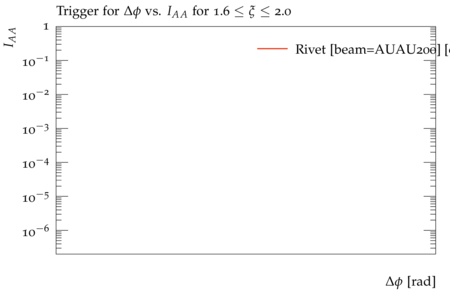 Trigger for Δϕ vs. I_AA for 1.6 ≤ ξ ≤ 2.0
I_AA
1
Rivet [beam=AUAU200] [
10⁻¹
10⁻²
10⁻³
10⁻⁴
10⁻⁵
10⁻⁶
Δϕ [rad]